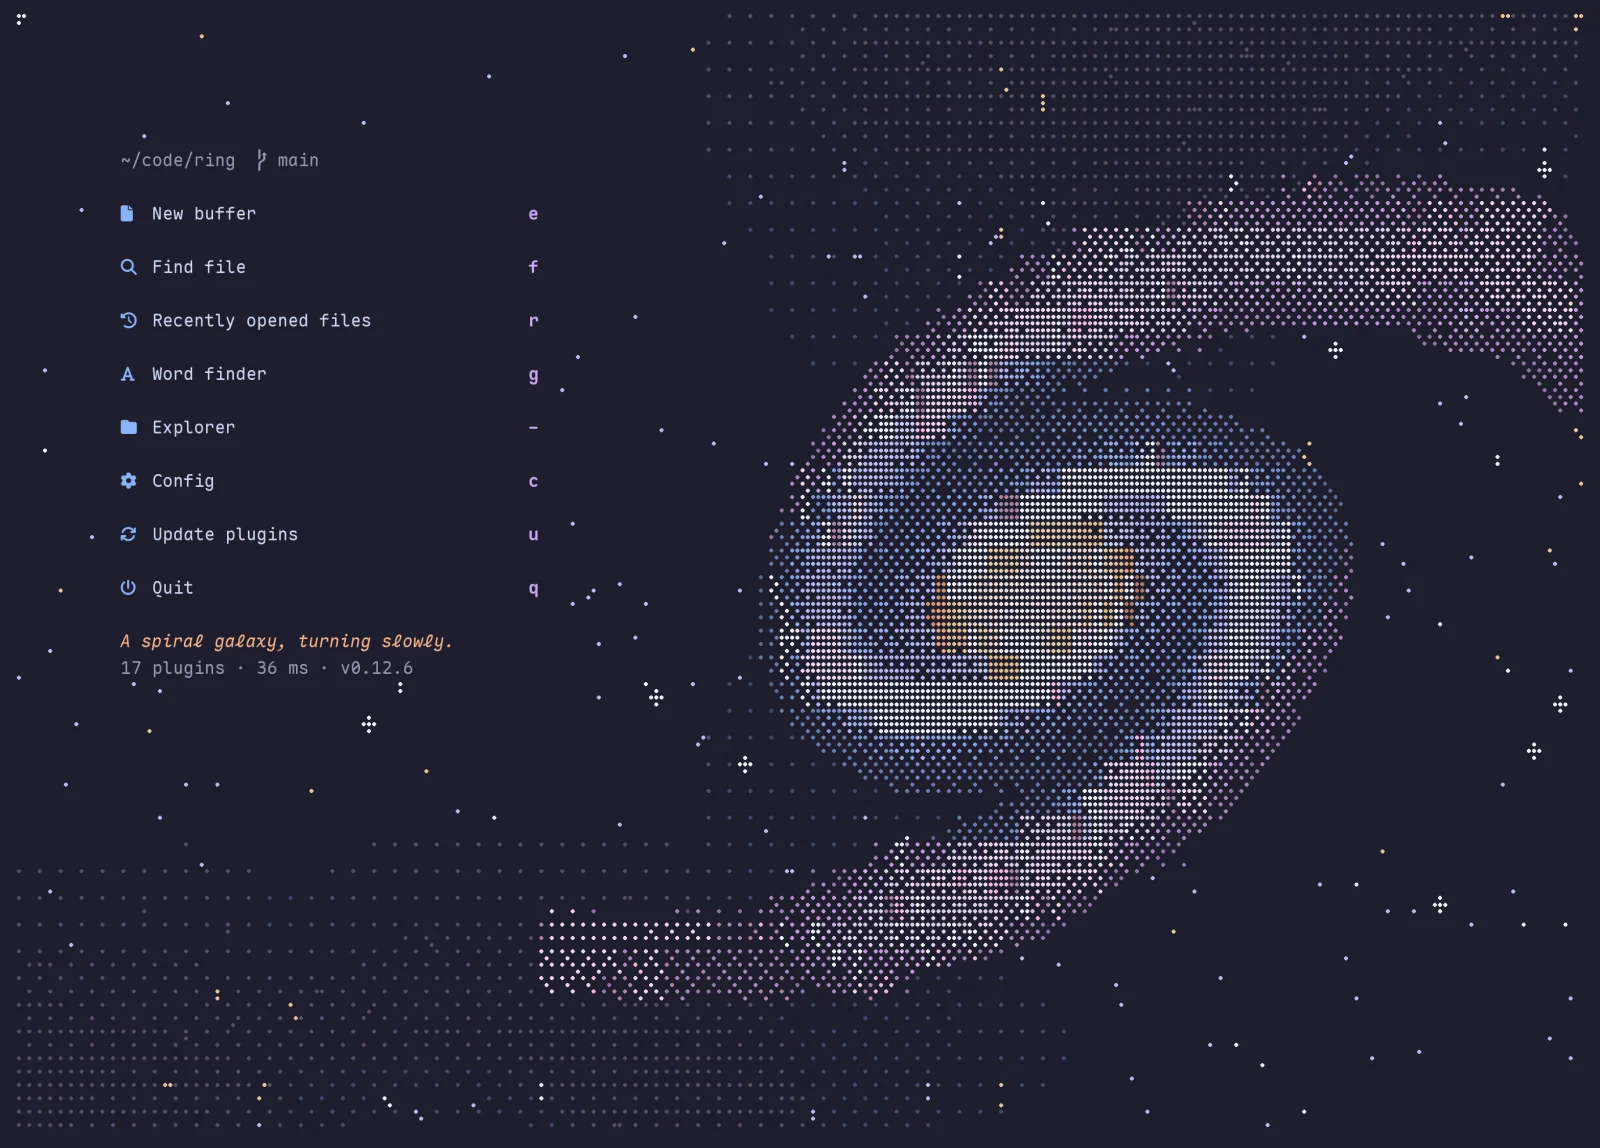 ~/code/ring main
New buffer e
Find file f
Recently opened files r
Word finder g
Explorer -
Config c
Update plugins u
Quit q
A spiral galaxy, turning slowly.
17 plugins · 36 ms · v0.12.6